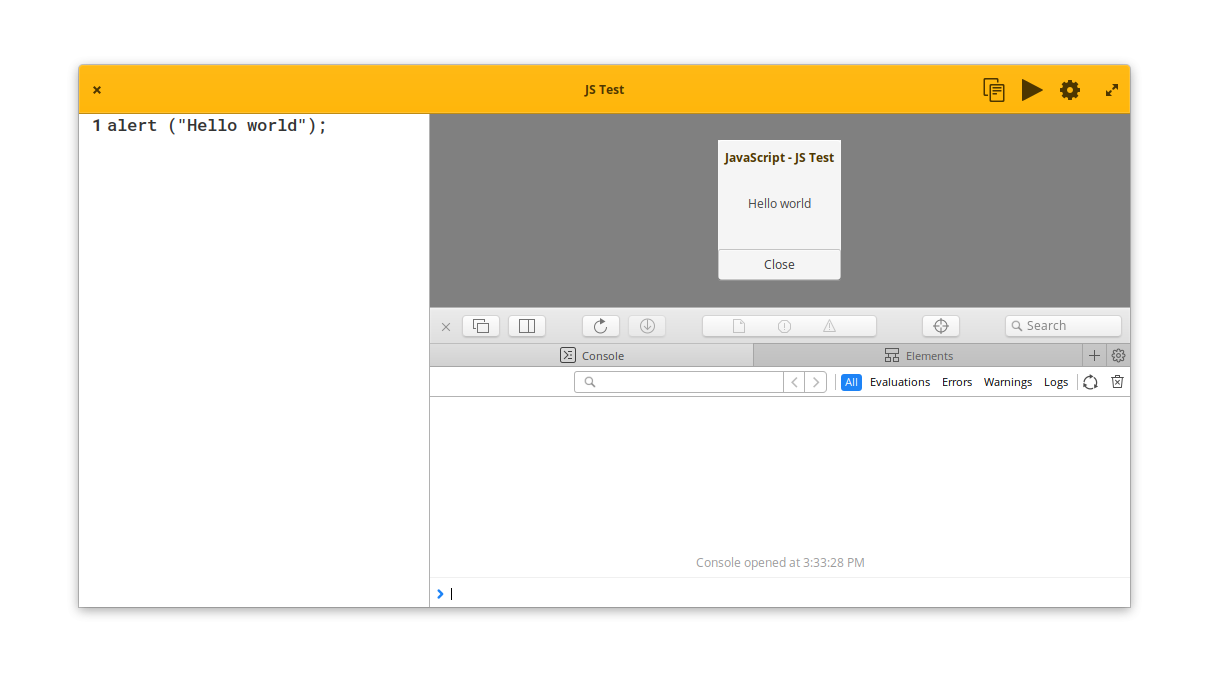 JS Test
1 alert ("Hello world");
JavaScript - JS Test
Hello world
Close
Search
Console
Elements
All Evaluations Errors Warnings Logs
Console opened at 3:33:28 PM